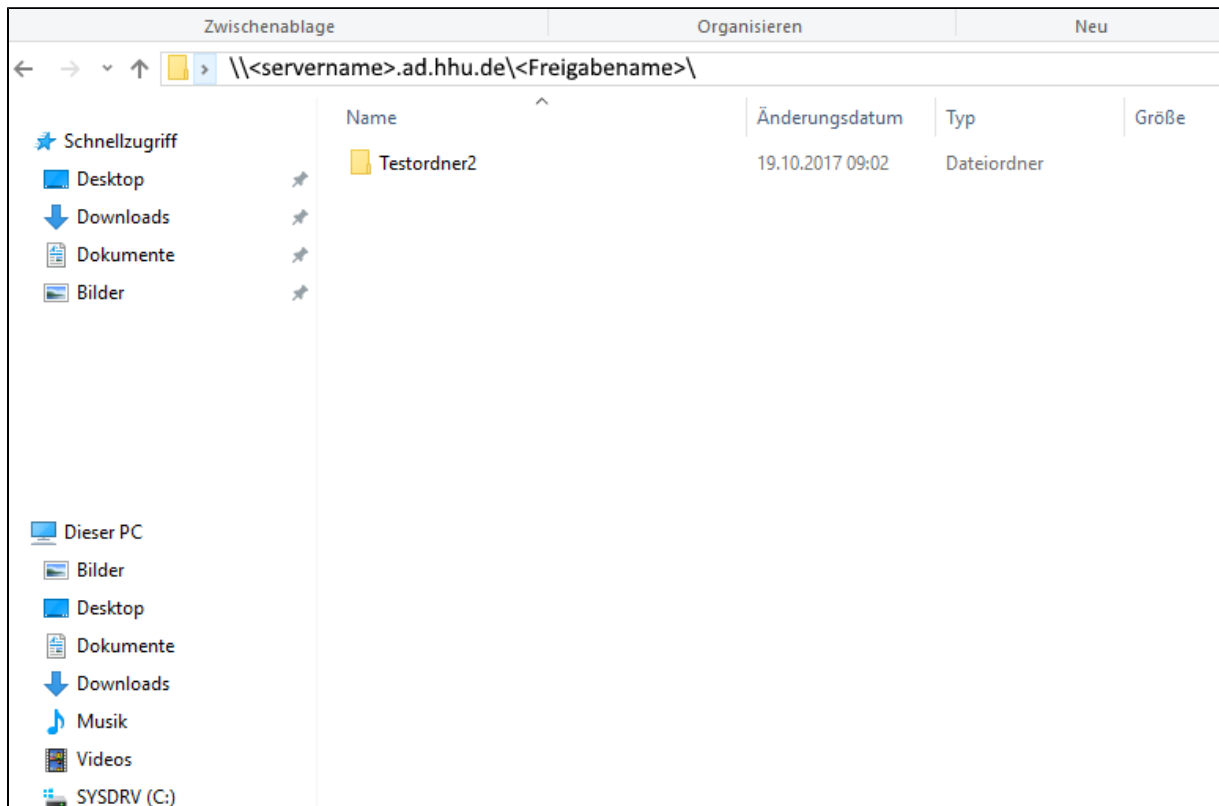 Zwischenablage Organisieren Neu
\\<servername>.ad.hhu.de\<Freigabename>\
Name Änderungsdatum Typ Größe
Schnellzugriff
Testordner2 19.10.2017 09:02 Dateiordner
Desktop
Downloads
Dokumente
Bilder
Dieser PC
Bilder
Desktop
Dokumente
Downloads
Musik
Videos
SYSDRV (C:)